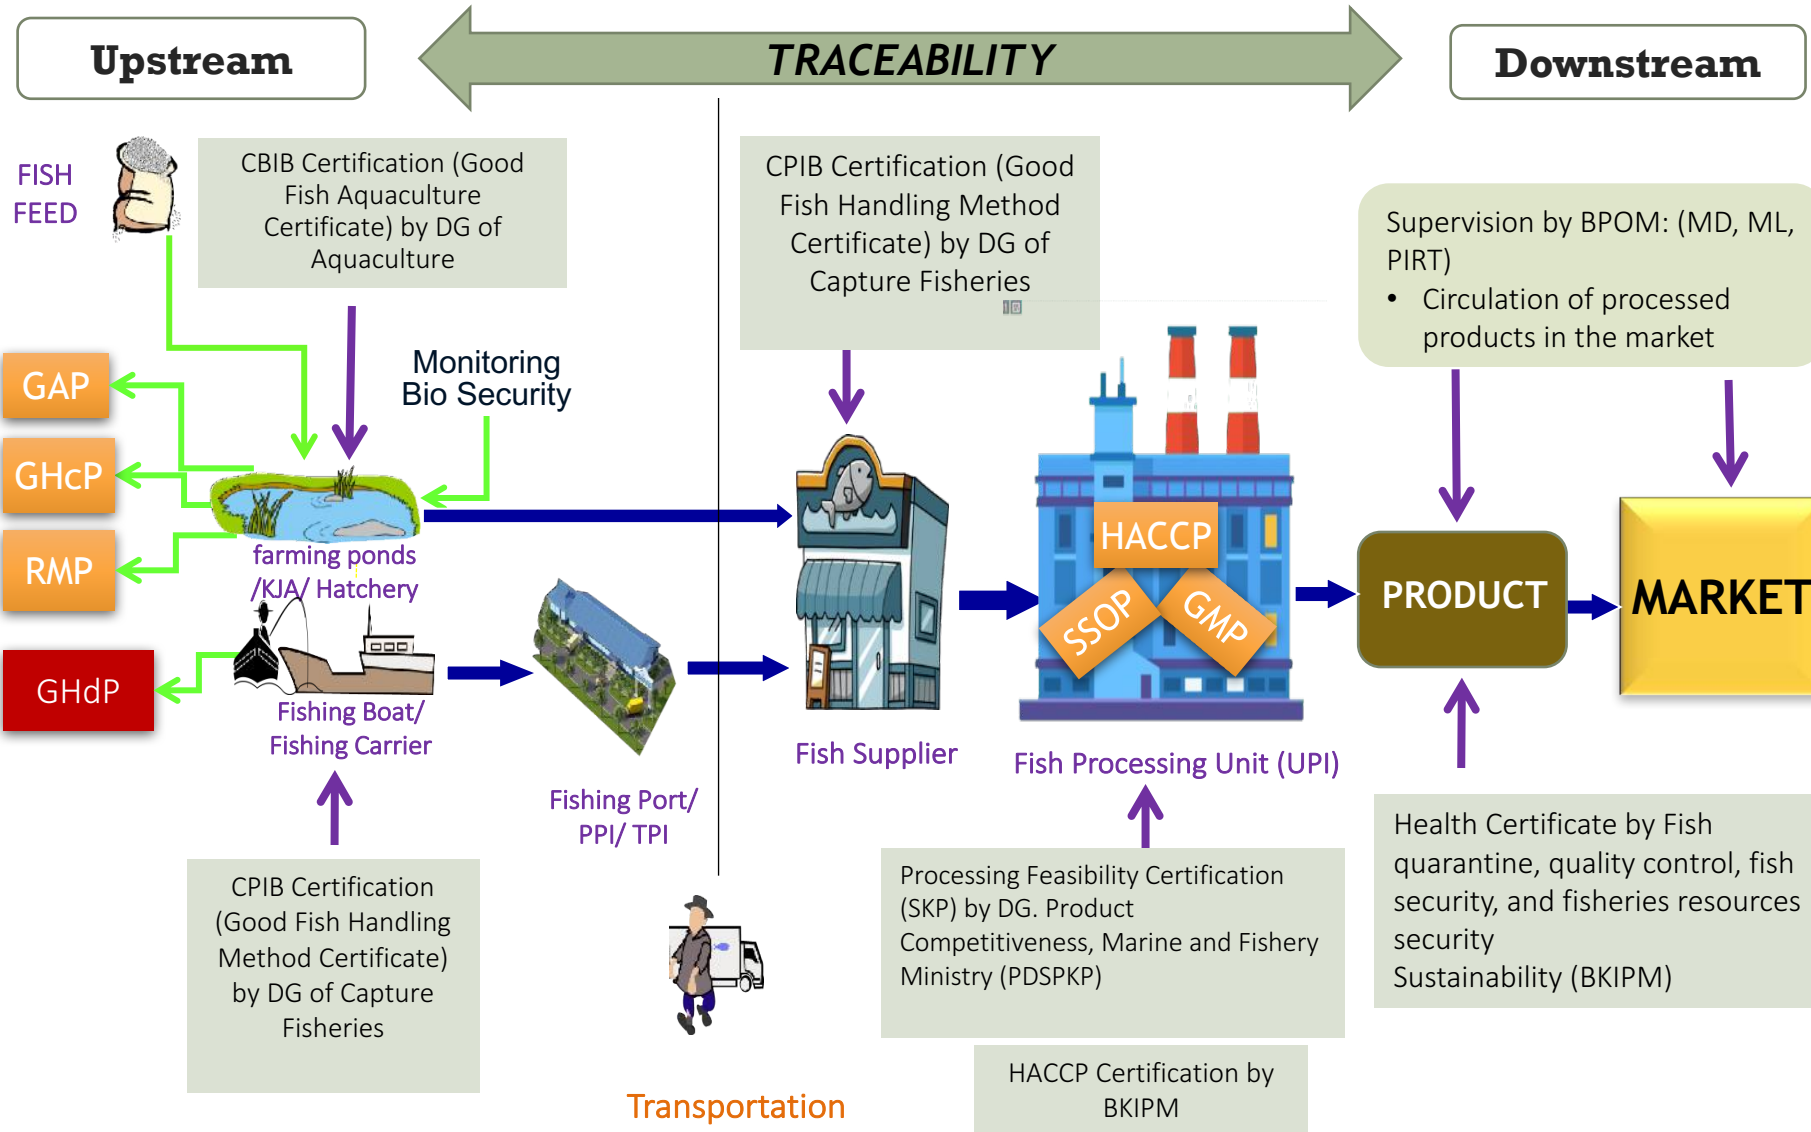 Upstream
TRACEABILITY
Downstream
FISH
FEED
CBIB Certification (Good
Fish Aquaculture
Certificate) by DG of
Aquaculture
CPIB Certification (Good
Fish Handling Method
Certificate) by DG of
Capture Fisheries
Supervision by BPOM: (MD, ML,
PIRT)
• Circulation of processed
products in the market
Monitoring
Bio Security
GAP
GHcP
RMP
GHdP
farming ponds
/KJA/ Hatchery
Fishing Boat/
Fishing Carrier
Fishing Port/
PPI/ TPI
Fish Supplier
HACCP
SSOP
GMP
Fish Processing Unit (UPI)
PRODUCT
MARKET
CPIB Certification
(Good Fish Handling
Method Certificate)
by DG of Capture
Fisheries
Transportation
Processing Feasibility Certification
(SKP) by DG. Product
Competitiveness, Marine and Fishery
Ministry (PDSPKP)
HACCP Certification by
BKIPM
Health Certificate by Fish
quarantine, quality control, fish
security, and fisheries resources
security
Sustainability (BKIPM)